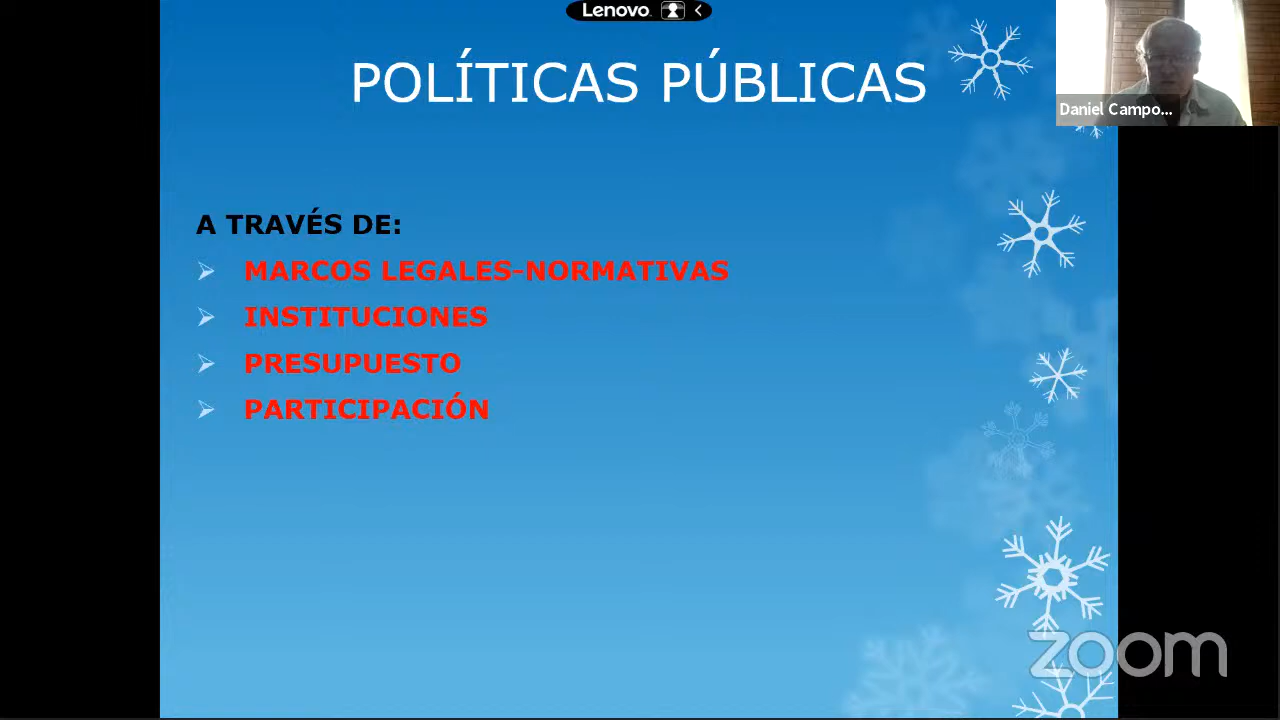 Lenovo
POLÍTICAS PÚBLICAS
Daniel Campo...
A TRAVÉS DE:
MARCOS LEGALES-NORMATIVAS
INSTITUCIONES
PRESUPUESTO
PARTICIPACIÓN
zoom